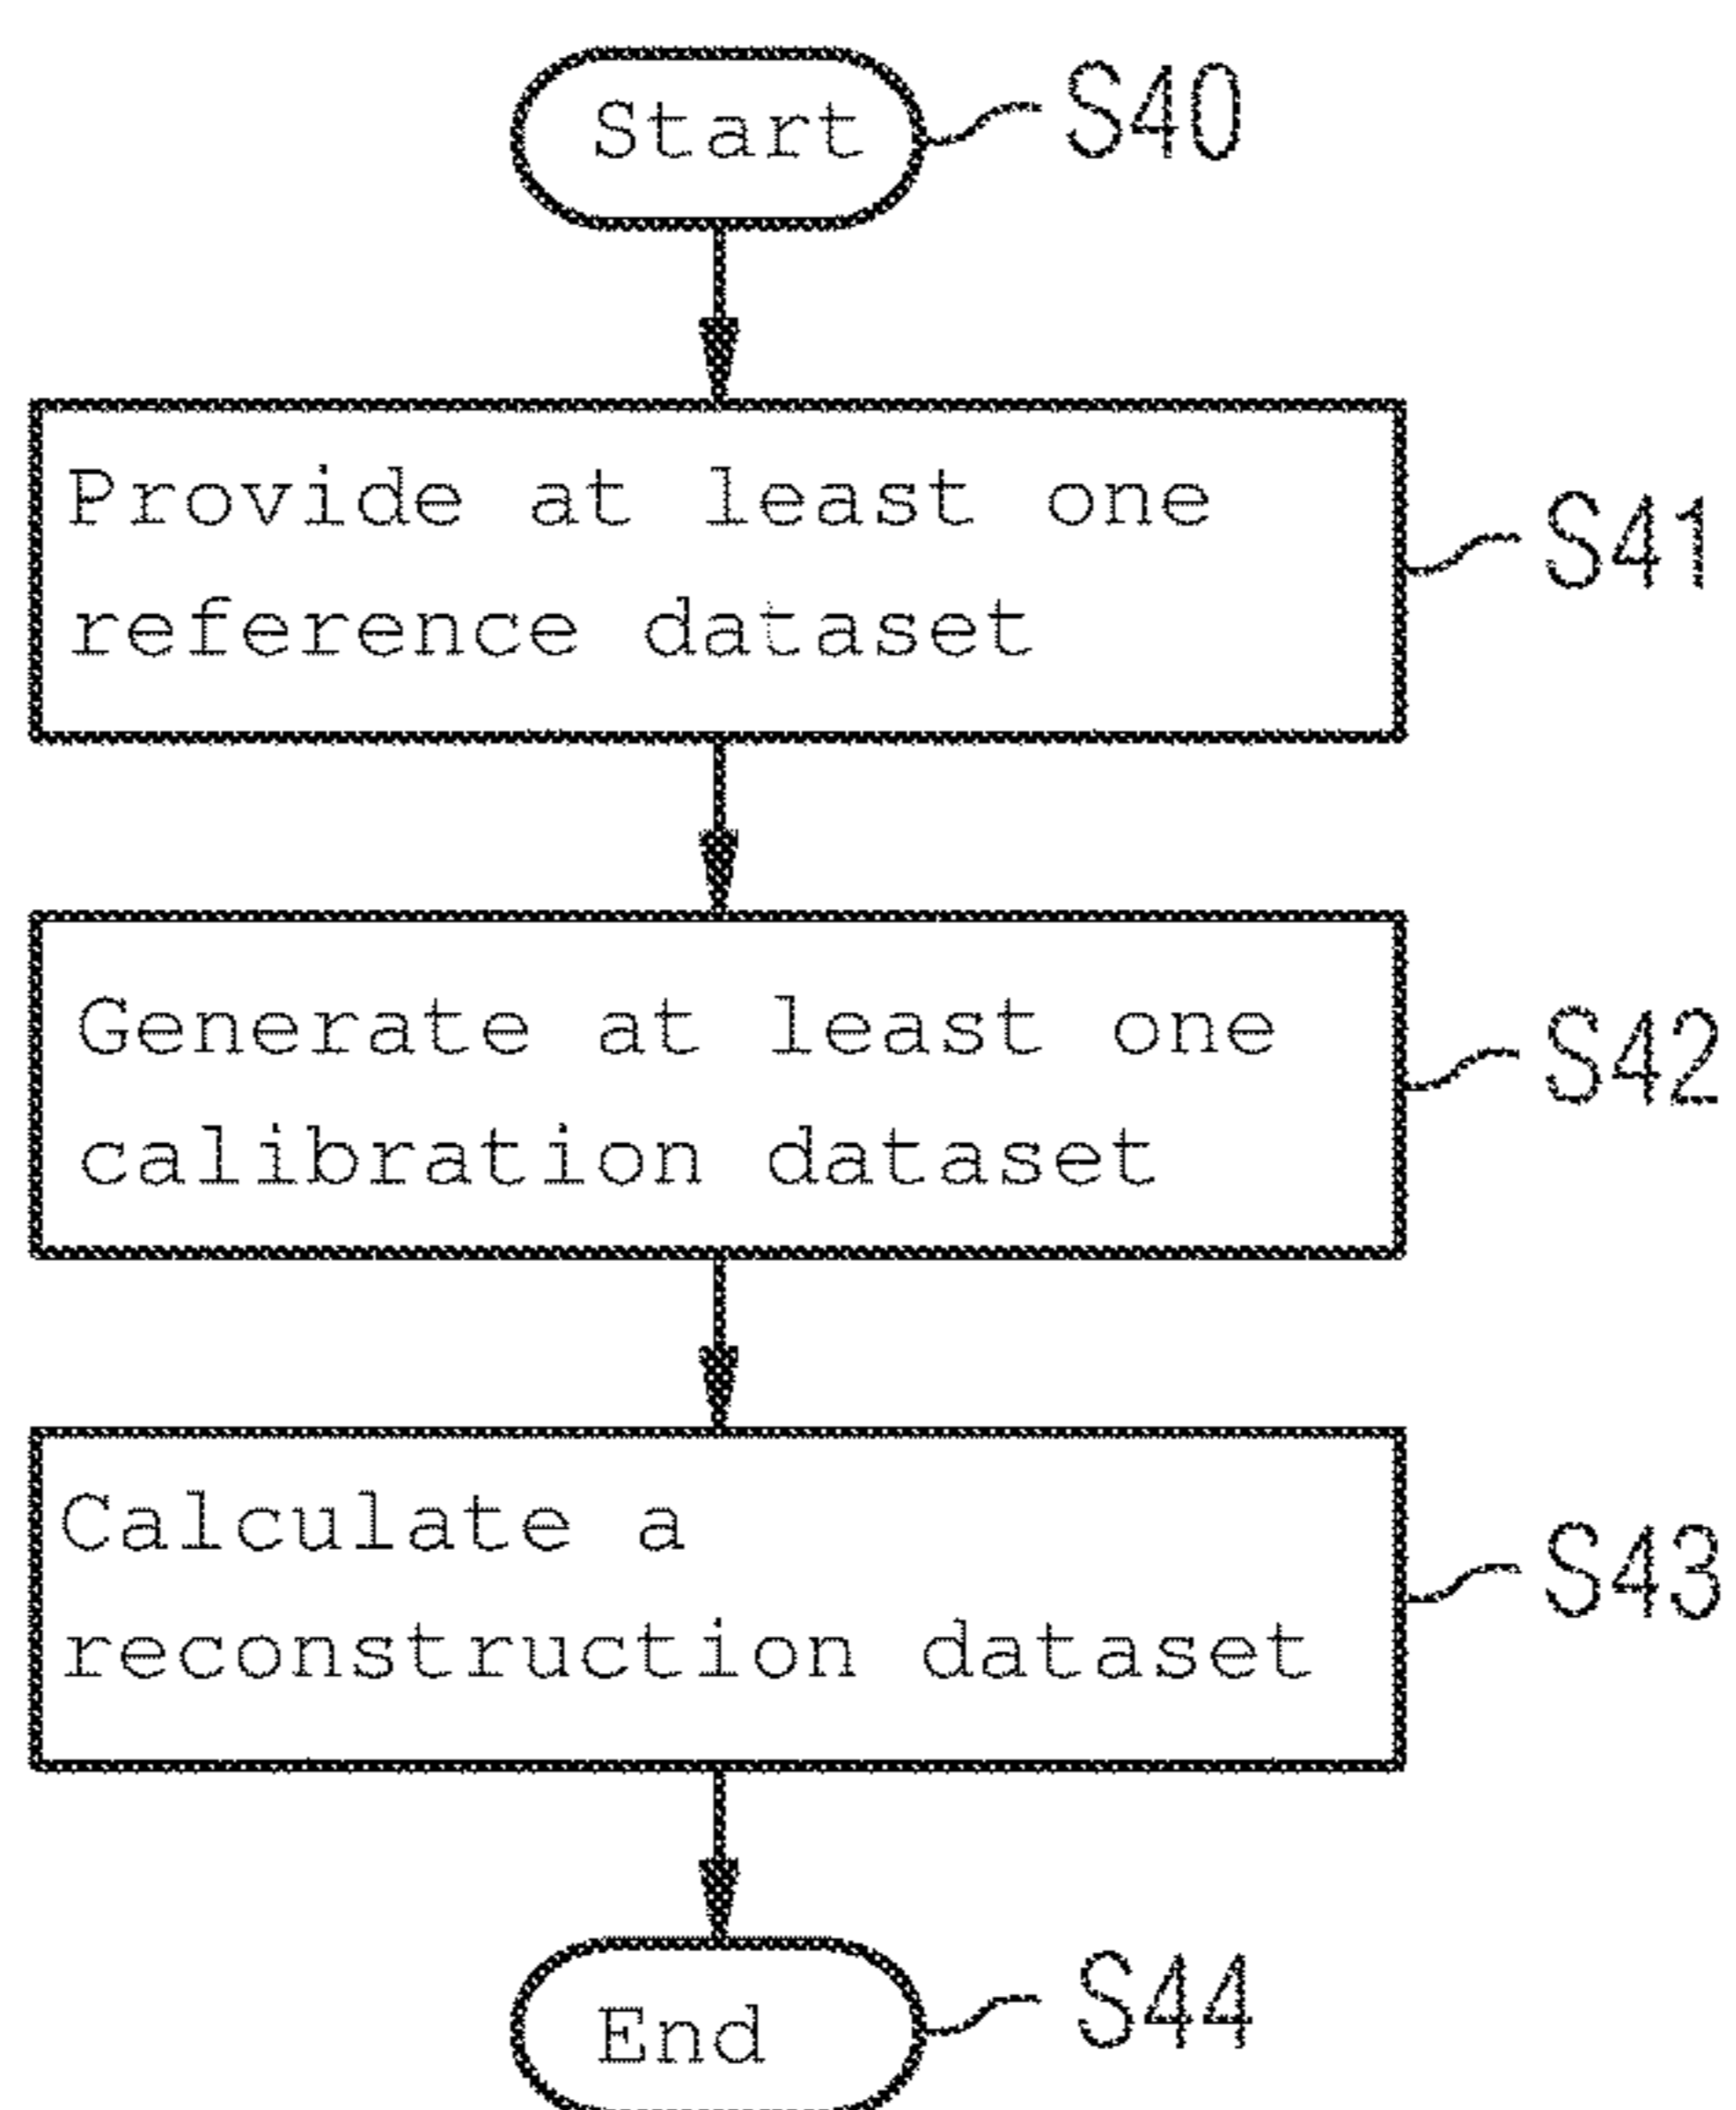 Start
S40
Provide at least one
reference dataset
S41
Generate at least one
calibration dataset
S42
Calculate a
reconstruction dataset
S43
End
S44